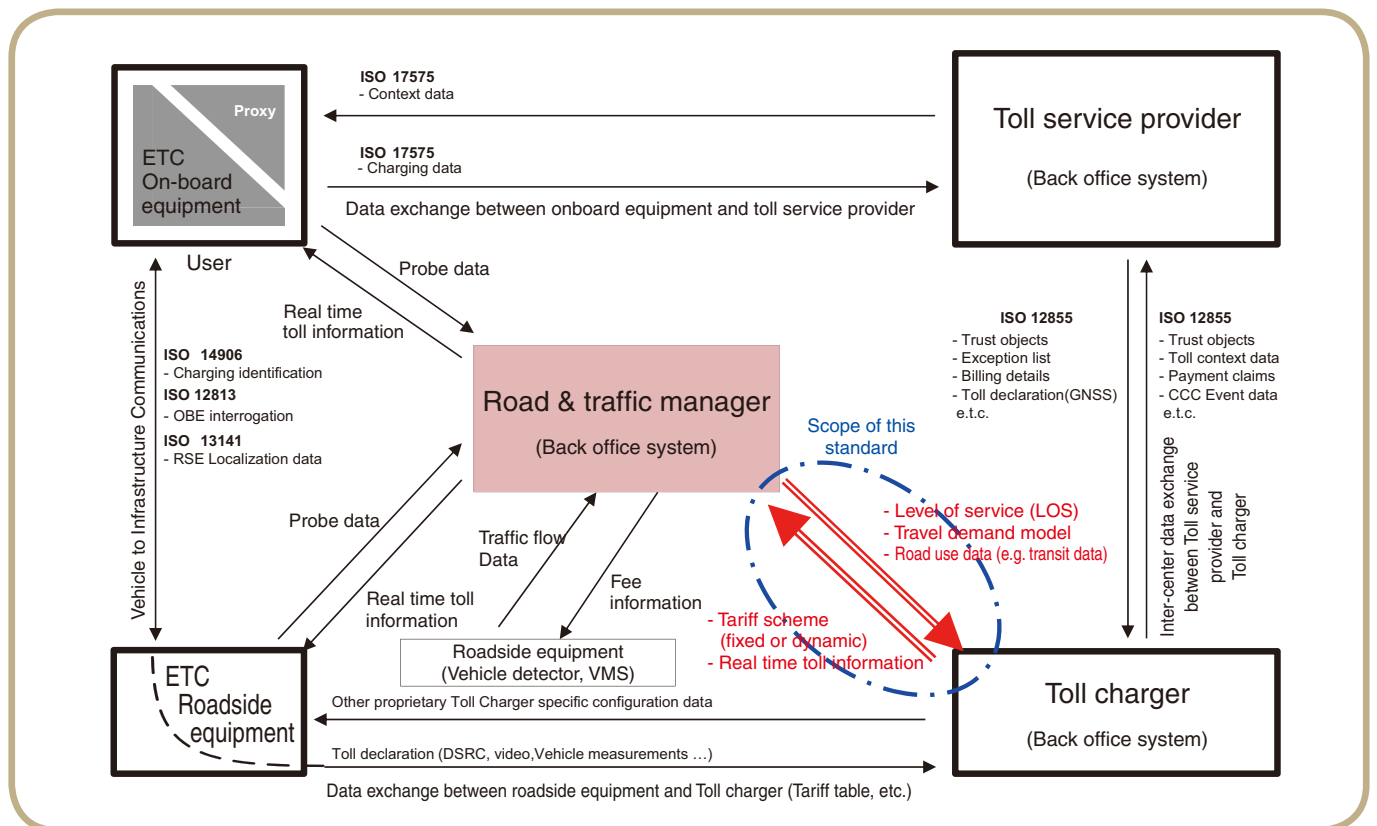 ISO 17575
- Context data
Proxy
ETC
On-board
equipment
User
ISO 17575
- Charging data
Data exchange between onboard equipment and toll service provider
Toll service provider
(Back office system)
Probe data
Real time
toll information
Vehicle to Infrastructure Communications
ISO 14906
- Charging identification
ISO 12813
- OBE interrogation
ISO 13141
- RSE Localization data
Road & traffic manager
(Back office system)
Scope of this
standard
ISO 12855
- Trust objects
- Exception list
- Billing details
- Toll declaration(GNSS)
e.t.c.
ISO 12855
- Trust objects
- Toll context data
- Payment claims
- CCC Event data
e.t.c.
Inter-center data exchange
between Toll service
provider and
Toll charger
- Level of service (LOS)
- Travel demand model
- Road use data (e.g. transit data)
- Tariff scheme
(fixed or dynamic)
- Real time toll information
Probe data
Real time toll
information
Traffic flow
Data
Fee
information
Roadside equipment
(Vehicle detector, VMS)
ETC
Roadside
equipment
Other proprietary Toll Charger specific configuration data
Toll declaration (DSRC, video,Vehicle measurements …)
Data exchange between roadside equipment and Toll charger (Tariff table, etc.)
Toll charger
(Back office system)